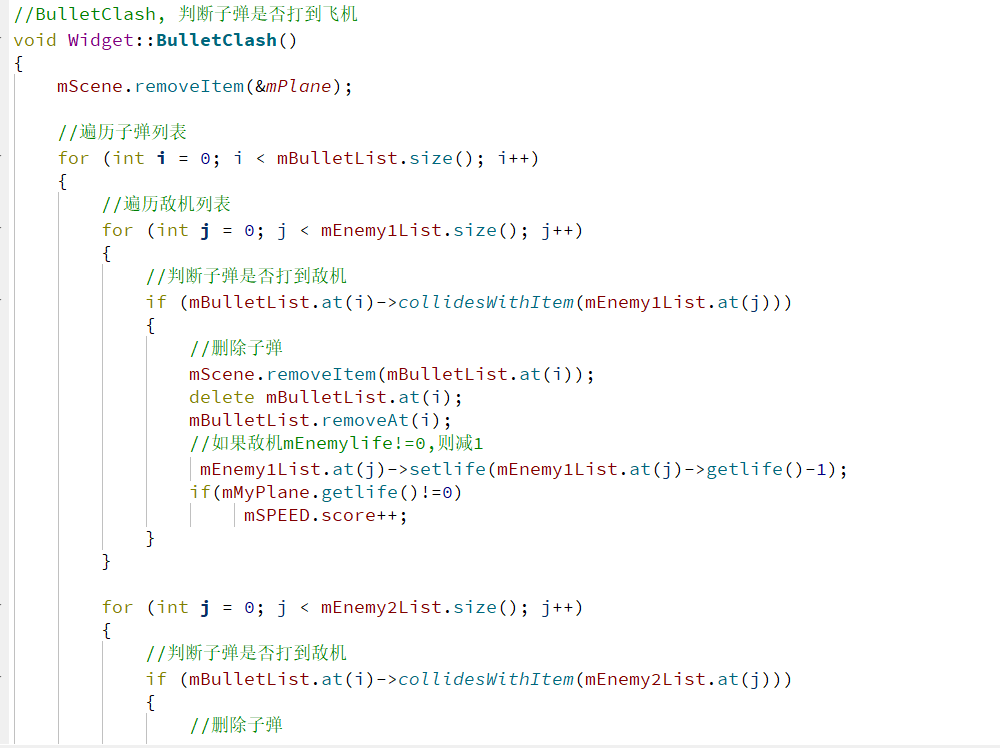 //BulletClash, 判断子弹是否打到飞机
void Widget::BulletClash()
{
    mScene.removeItem(&mPlane);

    //遍历子弹列表
    for (int i = 0; i < mBulletList.size(); i++)
    {
        //遍历敌机列表
        for (int j = 0; j < mEnemy1List.size(); j++)
        {
            //判断子弹是否打到敌机
            if (mBulletList.at(i)->collidesWithItem(mEnemy1List.at(j)))
            {
                //删除子弹
                mScene.removeItem(mBulletList.at(i));
                delete mBulletList.at(i);
                mBulletList.removeAt(i);
                //如果敌机mEnemylife!=0,则减1
                 mEnemy1List.at(j)->setlife(mEnemy1List.at(j)->getlife()-1);
                if(mMyPlane.getlife()!=0)
                     mSPEED.score++;
            }
        }

        for (int j = 0; j < mEnemy2List.size(); j++)
        {
            //判断子弹是否打到敌机
            if (mBulletList.at(i)->collidesWithItem(mEnemy2List.at(j)))
            {
                //删除子弹